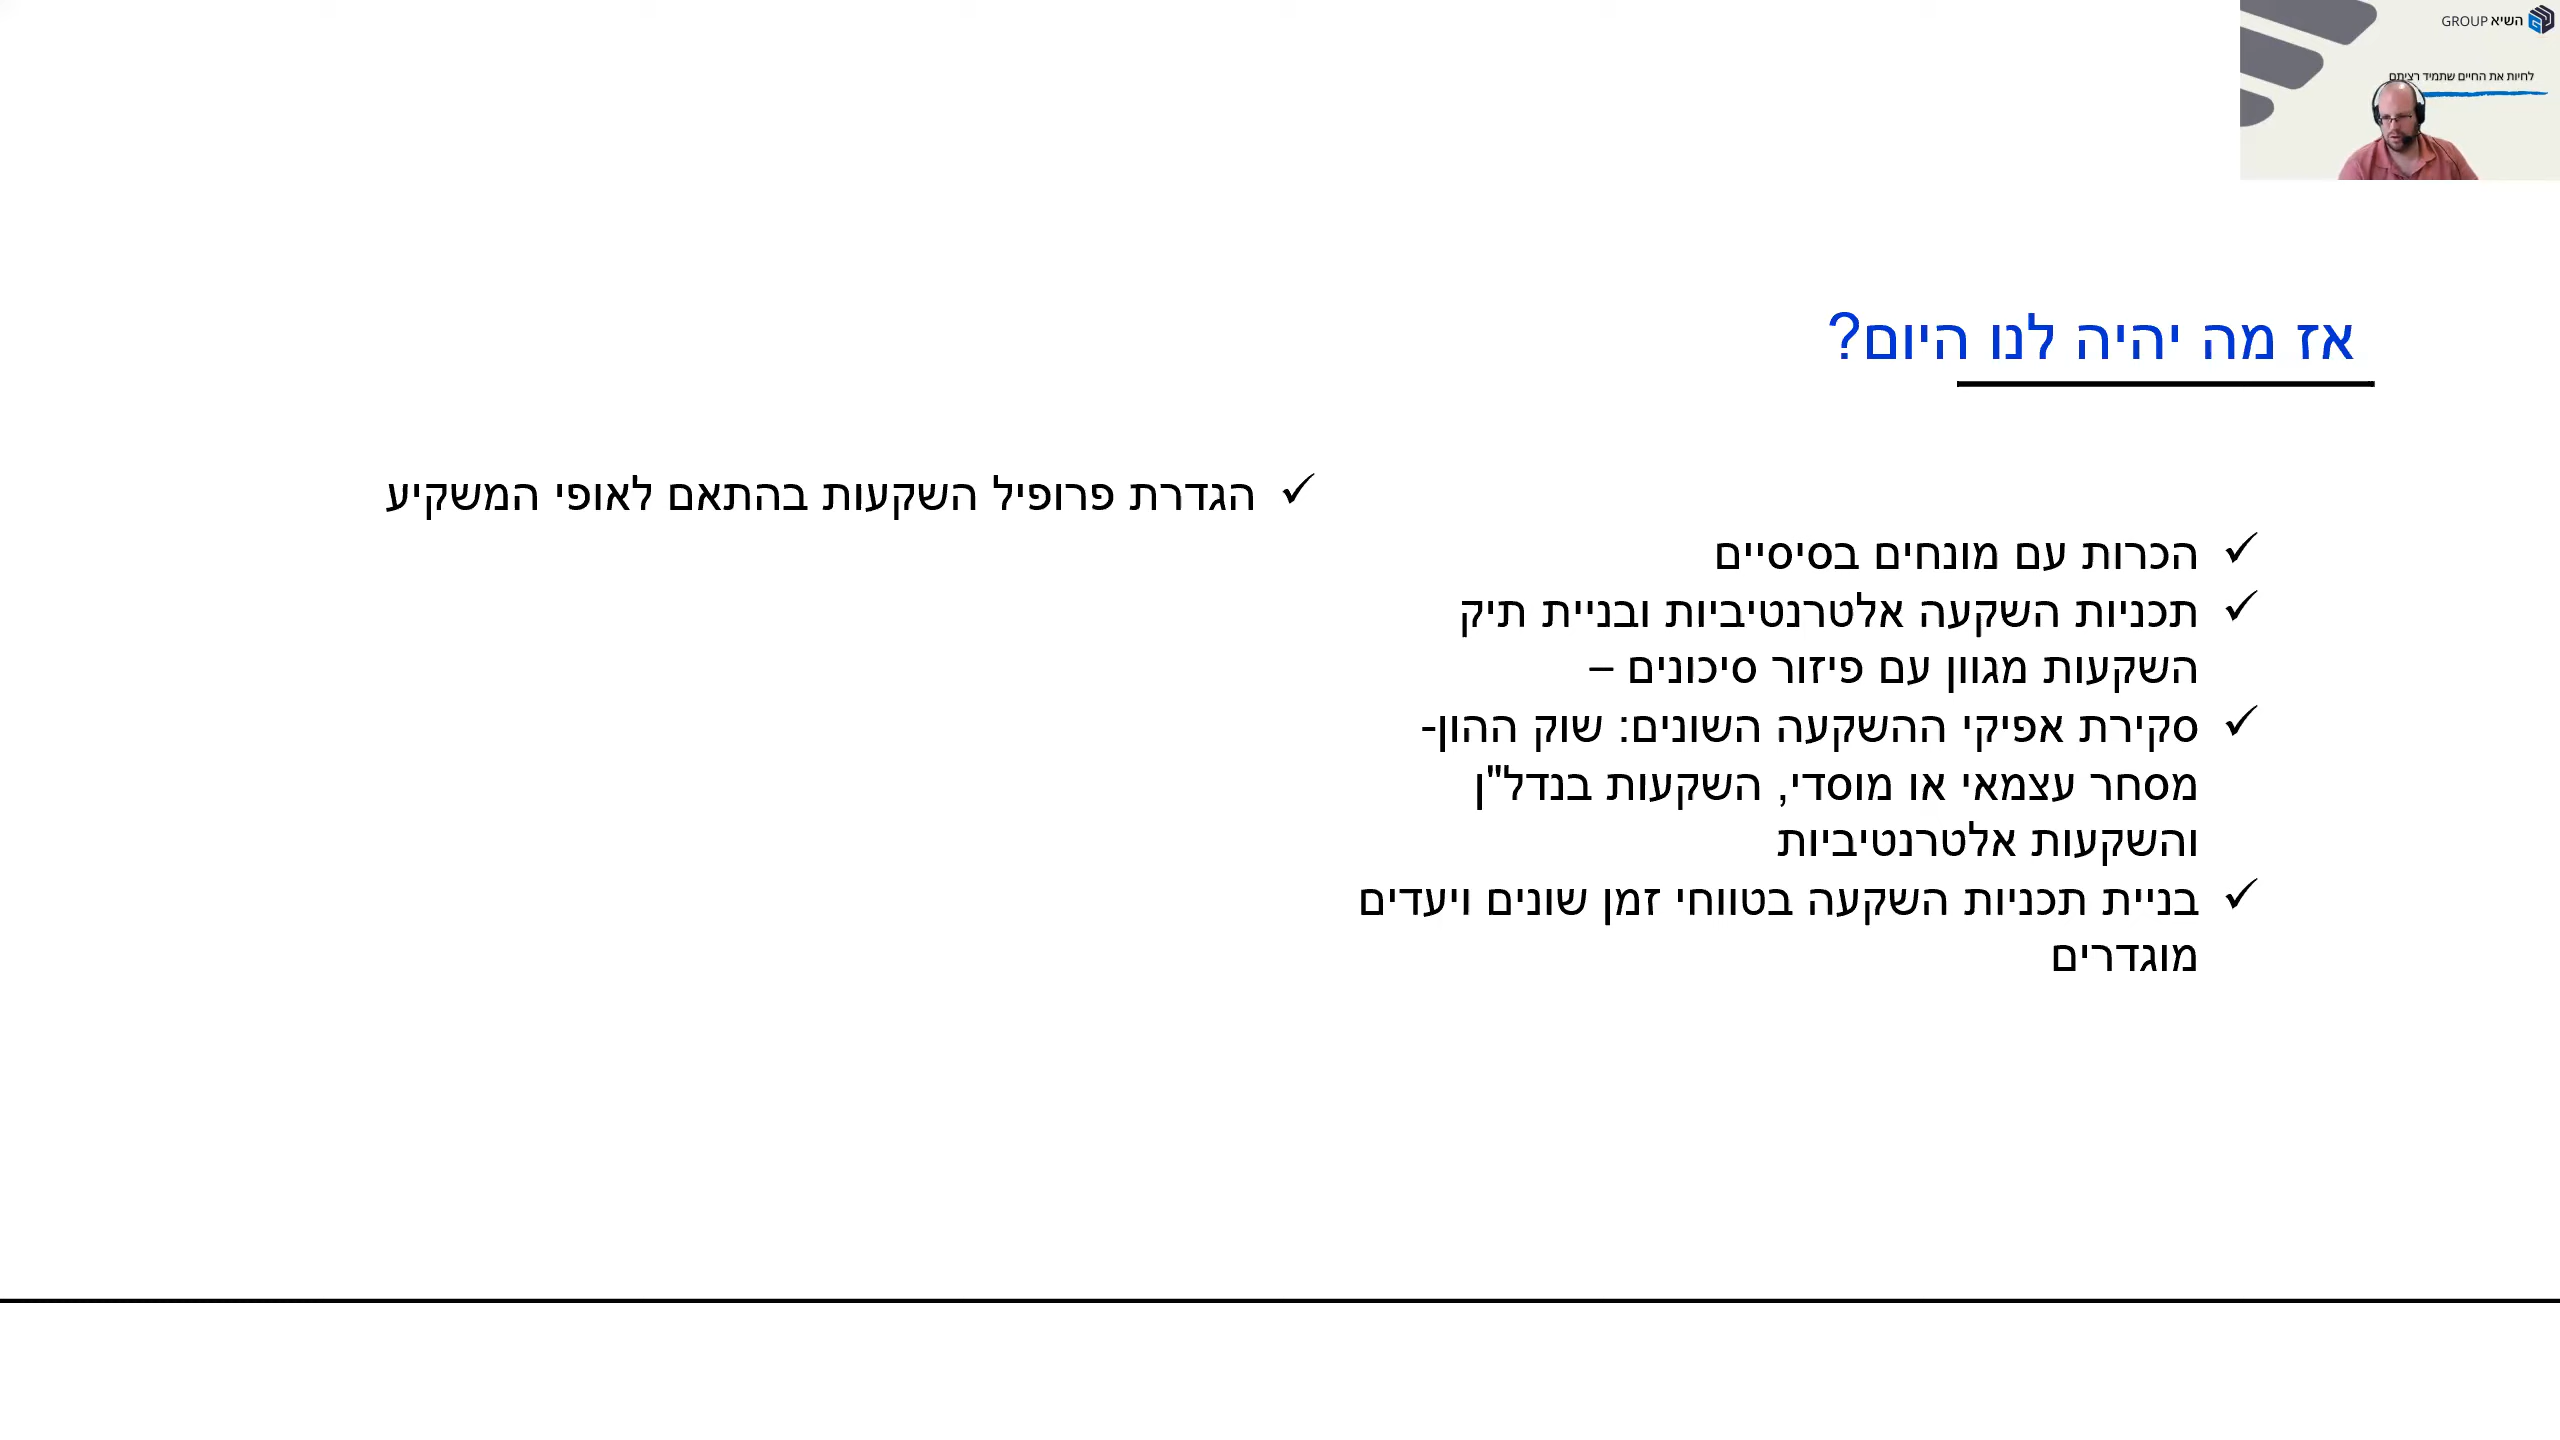 השיא GROUP
לחיות את החיים שתמיד רציתם
אז מה יהיה לנו היום?
✓ הכרות עם מונחים בסיסיים
✓ תכניות השקעה אלטרנטיביות ובניית תיק
השקעות מגוון עם פיזור סיכונים –
✓ סקירת אפיקי ההשקעה השונים: שוק ההון-
מסחר עצמאי או מוסדי, השקעות בנדל"ן
והשקעות אלטרנטיביות
✓ בניית תכניות השקעה בטווחי זמן שונים ויעדים
מוגדרים
✓ הגדרת פרופיל השקעות בהתאם לאופי המשקיע